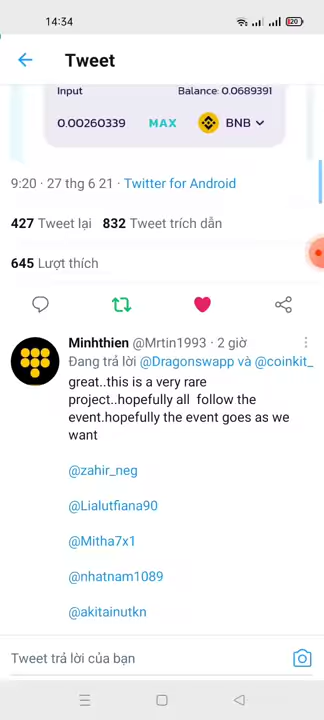 14:34
20
Tweet
Input Balance: 0.0689391
0.00260339 MAX BNB
9:20 · 27 thg 6 21 · Twitter for Android
427 Tweet lại 832 Tweet trích dẫn
645 Lượt thích
Minhthien @Mrtin1993 · 2 giờ
Đang trả lời @Dragonswapp và @coinkit_
great..this is a very rare
project..hopefully all follow the
event.hopefully the event goes as we
want
@zahir_neg
@Lialutfiana90
@Mitha7x1
@nhatnam1089
@akitainutkn
Tweet trả lời của bạn